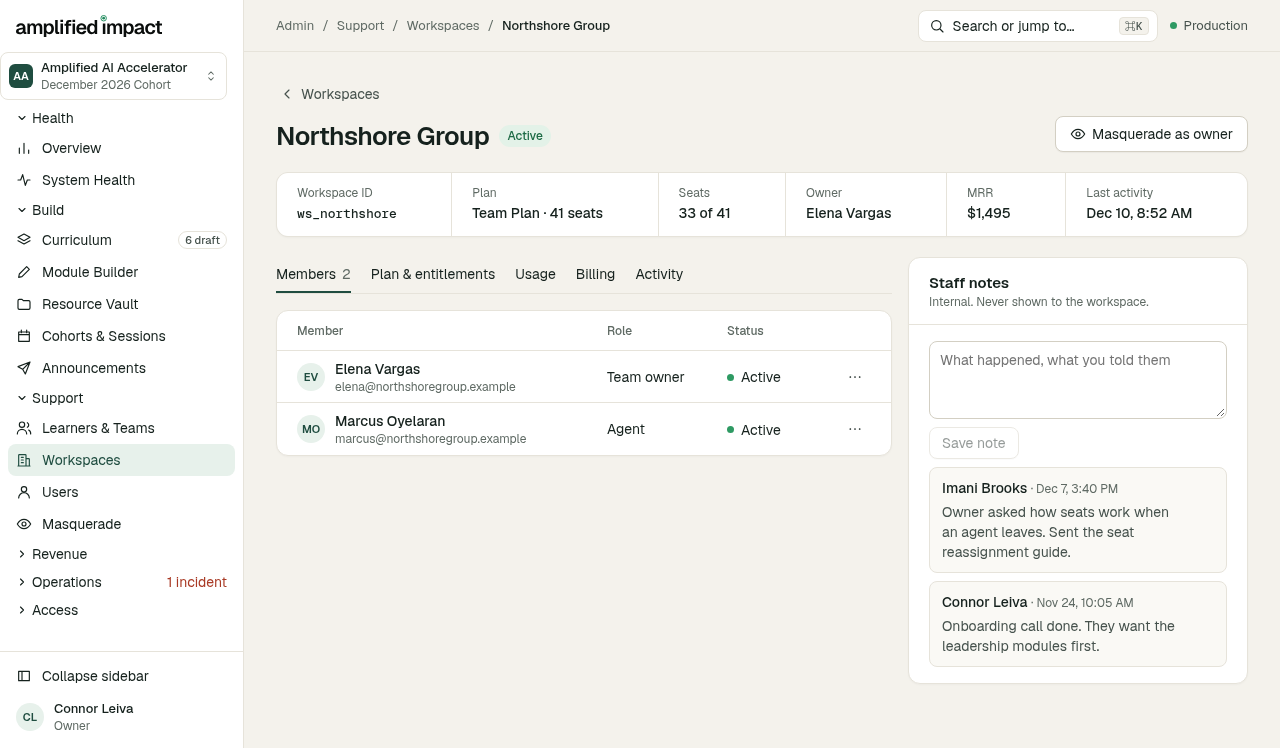 amplified impact
AA
Amplified AI Accelerator
December 2026 Cohort
Health
Overview
System Health
Build
Curriculum
6 draft
Module Builder
Resource Vault
Cohorts & Sessions
Announcements
Support
Learners & Teams
Workspaces
Users
Masquerade
Revenue
Operations
1 incident
Access
Collapse sidebar
CL
Connor Leiva
Owner
Admin / Support / Workspaces / Northshore Group
Search or jump to…
⌘K
Production
Workspaces
Northshore Group
Active
Masquerade as owner
Workspace ID
ws_northshore
Plan
Team Plan · 41 seats
Seats
33 of 41
Owner
Elena Vargas
MRR
$1,495
Last activity
Dec 10, 8:52 AM
Members 2
Plan & entitlements
Usage
Billing
Activity
Member
Role
Status
EV
Elena Vargas
elena@northshoregroup.example
Team owner
Active
MO
Marcus Oyelaran
marcus@northshoregroup.example
Agent
Active
Staff notes
Internal. Never shown to the workspace.
What happened, what you told them
Save note
Imani Brooks · Dec 7, 3:40 PM
Owner asked how seats work when
an agent leaves. Sent the seat
reassignment guide.
Connor Leiva · Nov 24, 10:05 AM
Onboarding call done. They want the
leadership modules first.